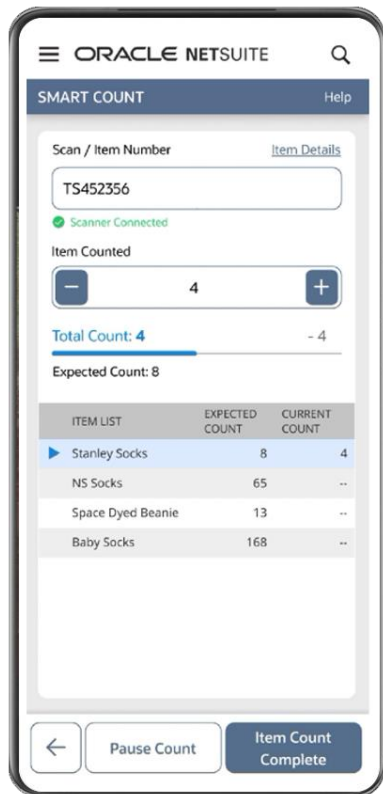 ORACLE NETSUITE
SMART COUNT Help
Scan / Item Number Item Details
TS452356
Scanner Connected
Item Counted
− 4 +
Total Count: 4 - 4
Expected Count: 8
ITEM LIST EXPECTED COUNT CURRENT COUNT
Stanley Socks 8 4
NS Socks 65 --
Space Dyed Beanie 13 --
Baby Socks 168 --
Pause Count
Item Count
Complete